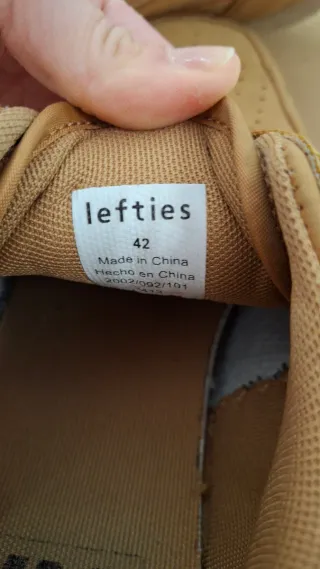 lefties
42
Made in China
Hecho en China
2002/092/101